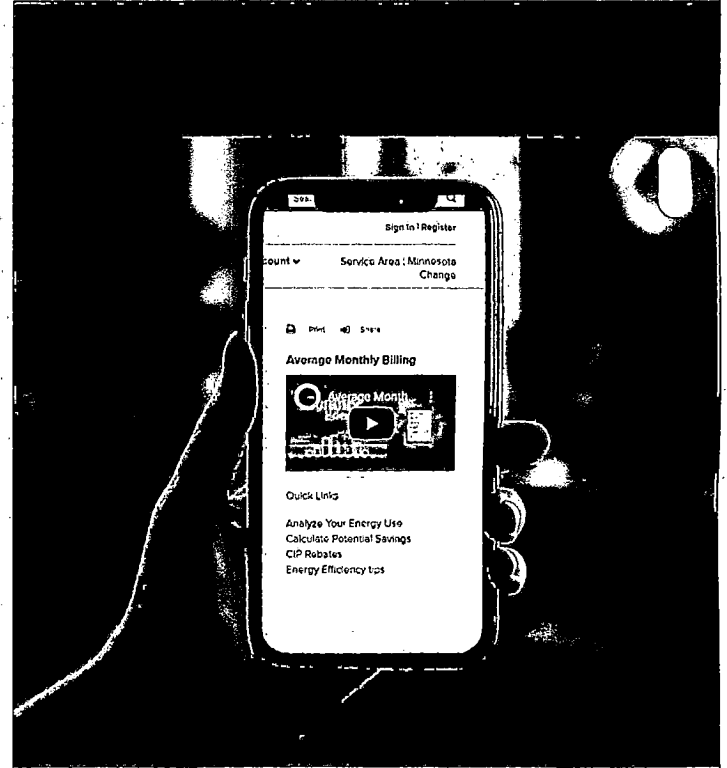 Sign In | Register
count
Service Area | Minnesota
Change
Print
Share
Average Monthly Billing
Average Month
Quick Links
Analyze Your Energy Use
Calculate Potential Savings
CIP Rebates
Energy Efficiency tips